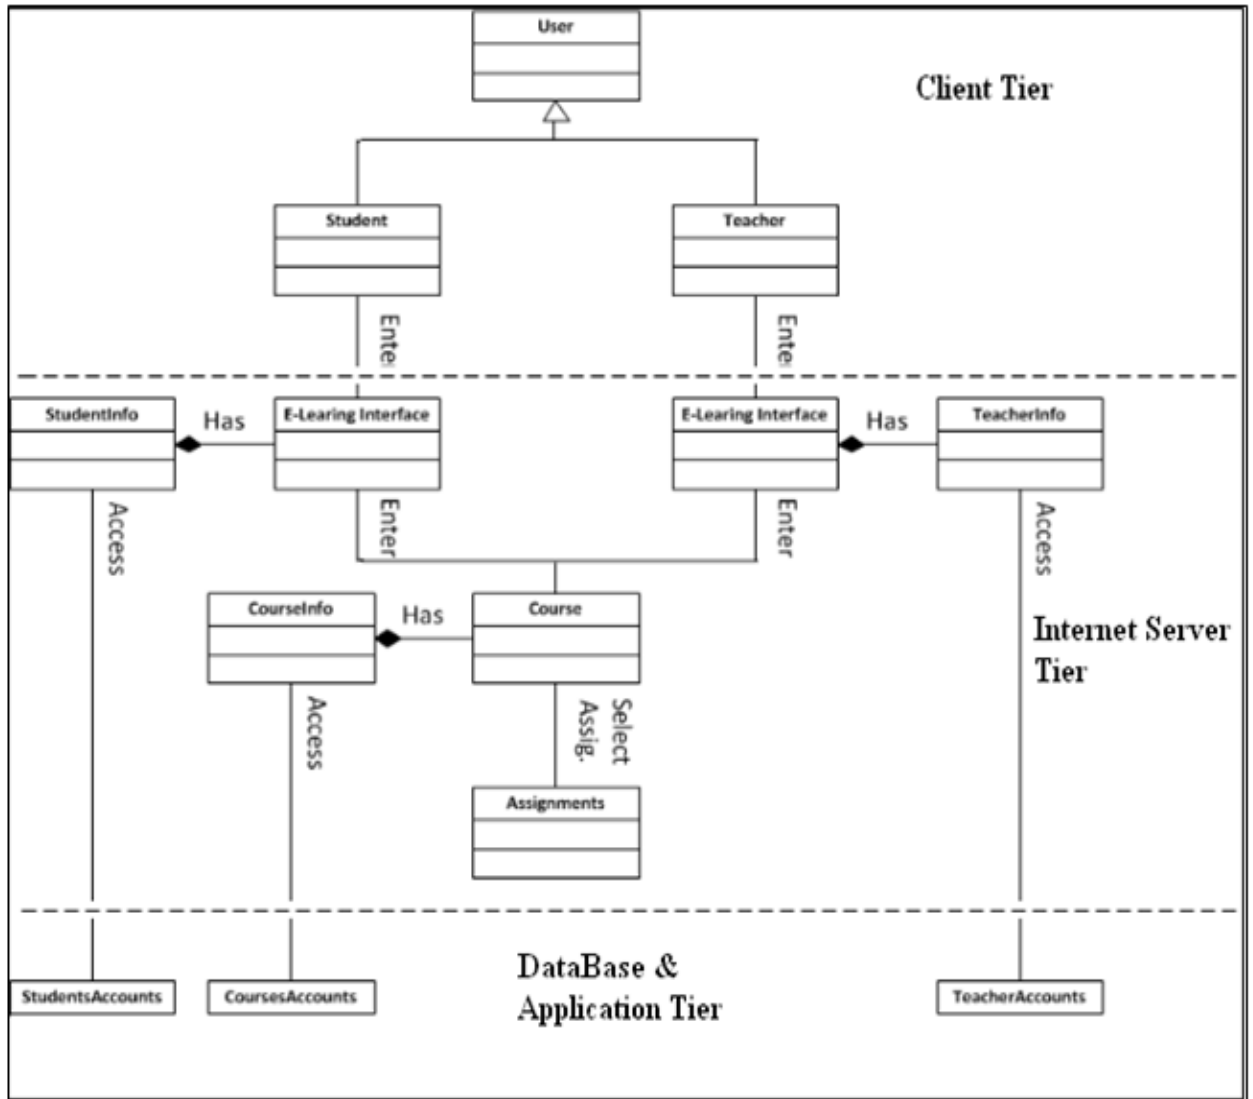 User
Client Tier
Student
Teacher
Ente
Ente
StudentInfo
Has
E-Learing Interface
E-Learing Interface
Has
TeacherInfo
Access
Enter
Enter
Access
CourseInfo
Has
Course
Internet Server
Tier
Access
Select
Assig.
Assignments
DataBase &
Application Tier
StudentsAccounts
CoursesAccounts
TeacherAccounts